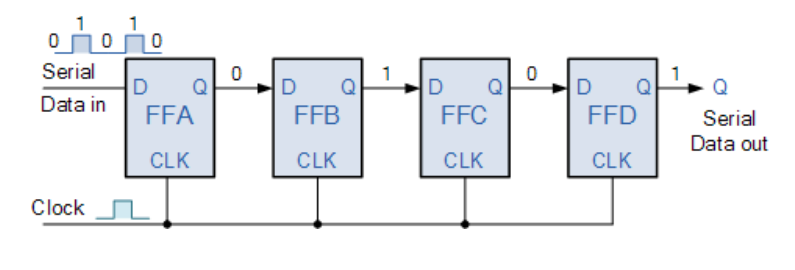 1 1
0 0 0
Serial
Data in
0 1 0 1
D Q D Q D Q D Q Q
FFA FFB FFC FFD
Serial
Data out
CLK CLK CLK CLK
Clock